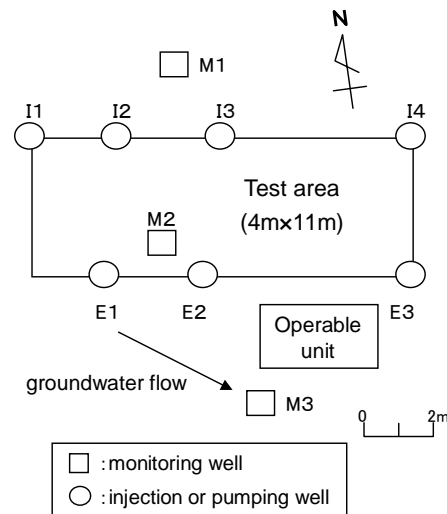 N
M1
I1 I2 I3 I4
Test area
(4m×11m)
M2
E1 E2 E3
Operable
unit
groundwater flow
M3
0 2m
:monitoring well
:injection or pumping well